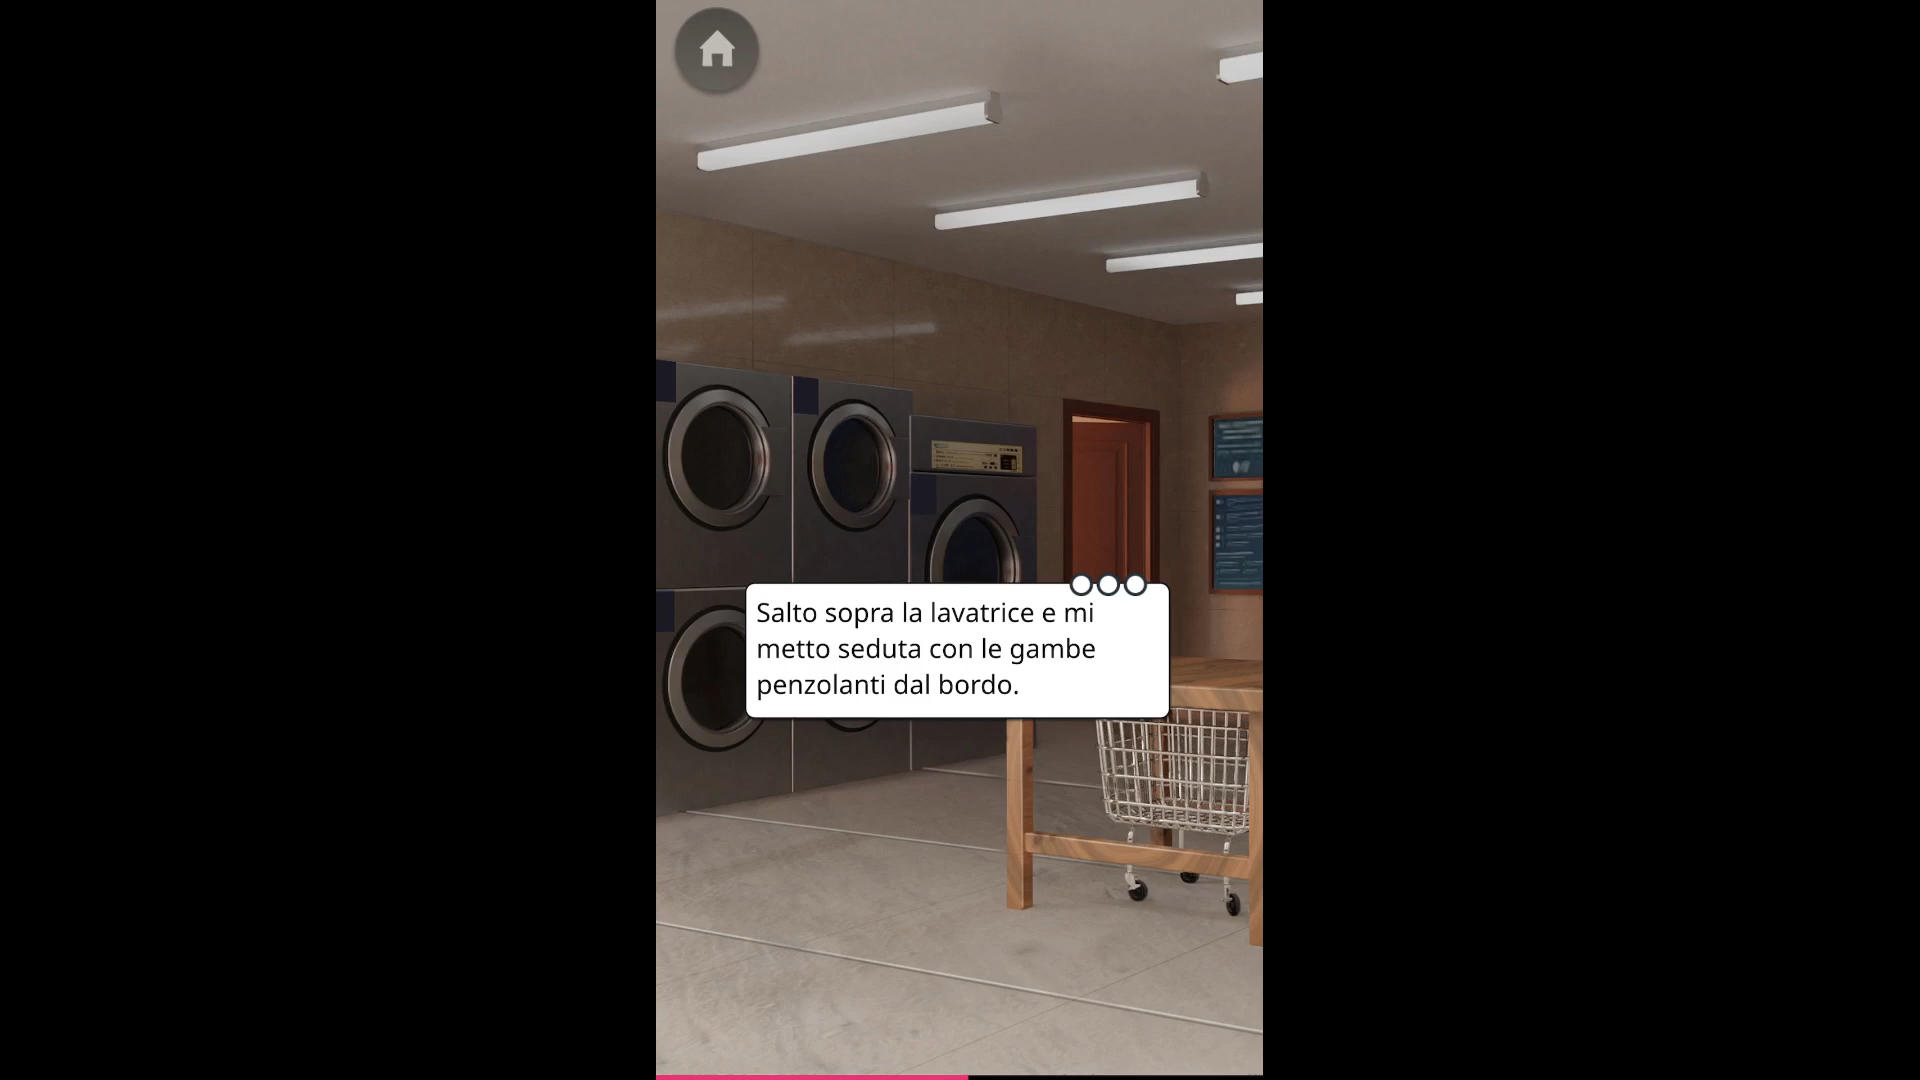 Salto sopra la lavatrice e mi
metto seduta con le gambe
penzolanti dal bordo.